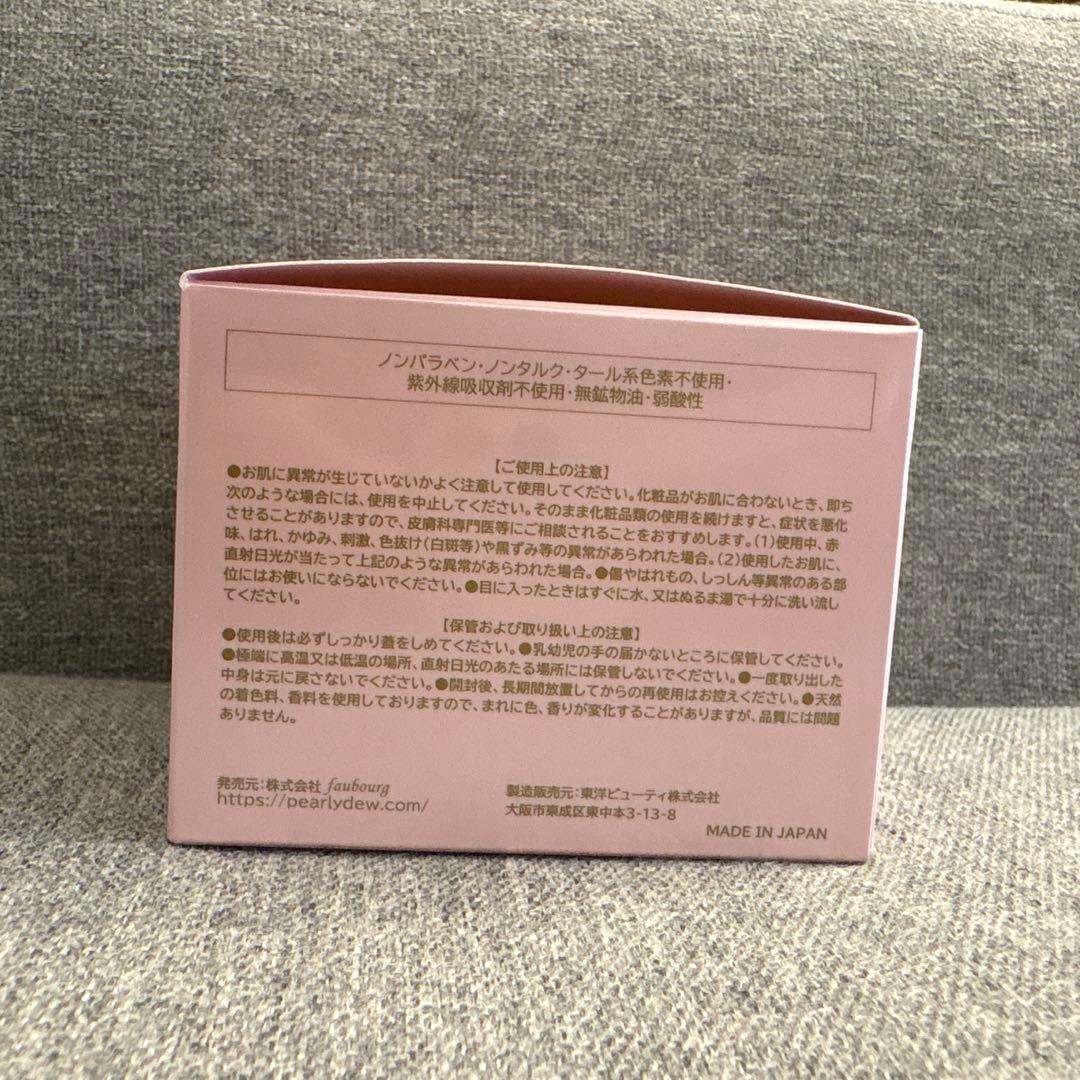 ノンパラベン・ノンタルク・タール系色素不使用・
紫外線吸収剤不使用・無鉱物油・弱酸性
【ご使用上の注意】
●お肌に異常が生じていないかよく注意して使用してください。化粧品がお肌に合わないとき、即ち
次のような場合には、使用を中止してください。そのまま化粧品類の使用を続けますと、症状を悪化
させることがありますので、皮膚科専門医等にご相談されることをおすすめします。(1)使用中、赤
味、はれ、かゆみ、刺激、色抜け(白斑等)や黒ずみ等の異常があらわれた場合。(2)使用したお肌に、
直射日光が当たって上記のような異常があらわれた場合。●傷やはれもの、しっしん等異常のある部
位にはお使いにならないでください。●目に入ったときはすぐに水、又はぬるま湯で十分に洗い流し
てください。
【保管および取り扱い上の注意】
●使用後は必ずしっかり蓋をしめてください。●乳幼児の手の届かないところに保管してください。
●極端に高温又は低温の場所、直射日光のあたる場所には保管しないでください。●一度取り出した
中身は元に戻さないでください。●開封後、長期間放置してからの再使用はお控えください。●天然
の着色料、香料を使用しておりますので、まれに色、香りが変化することがありますが、品質には問題
ありません。
発売元:株式会社 faubourg
https://pearlydew.com/
製造販売元:東洋ビューティ株式会社
大阪市東成区東中本3-13-8
MADE IN JAPAN